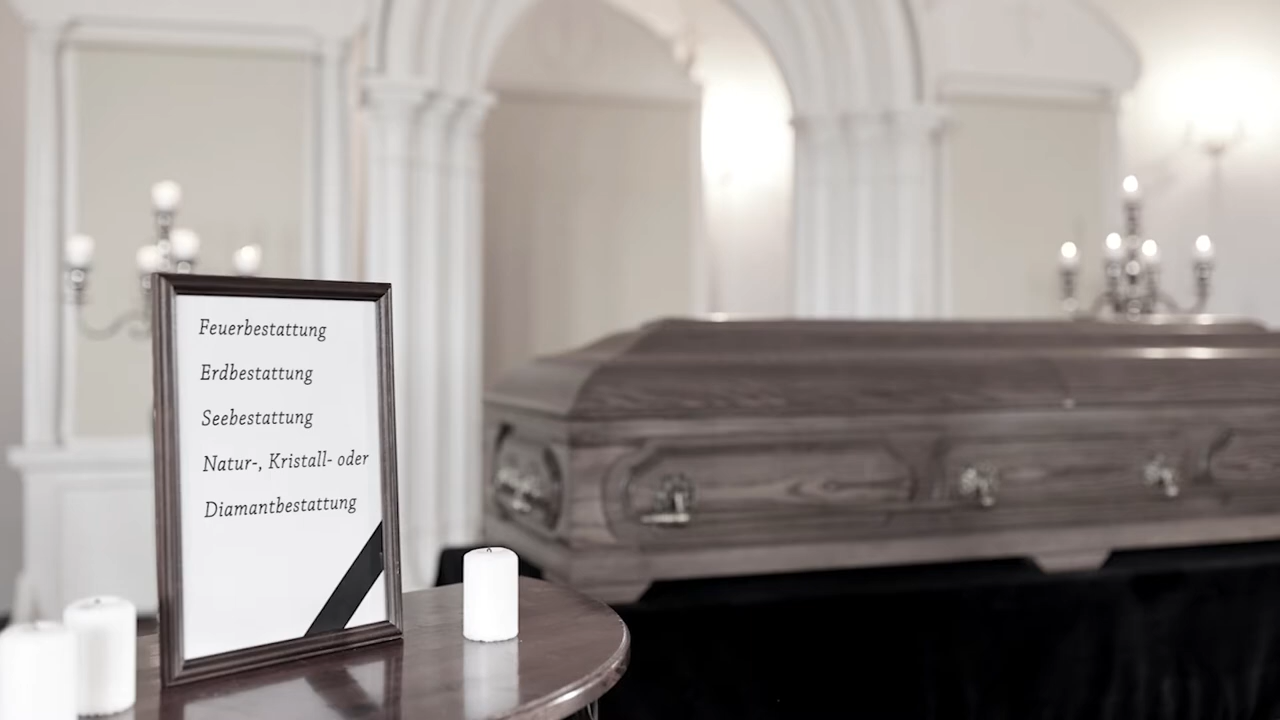 Feuerbestattung
Erdbestattung
Seebestattung
Natur-, Kristall- oder
Diamantbestattung